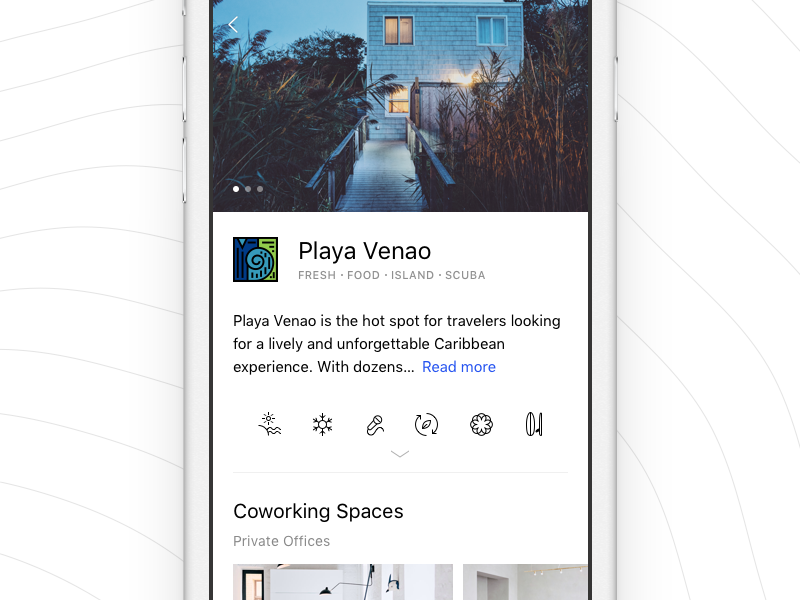 Playa Venao
FRESH · FOOD · ISLAND · SCUBA
Playa Venao is the hot spot for travelers looking
for a lively and unforgettable Caribbean
experience. With dozens... Read more
Coworking Spaces
Private Offices